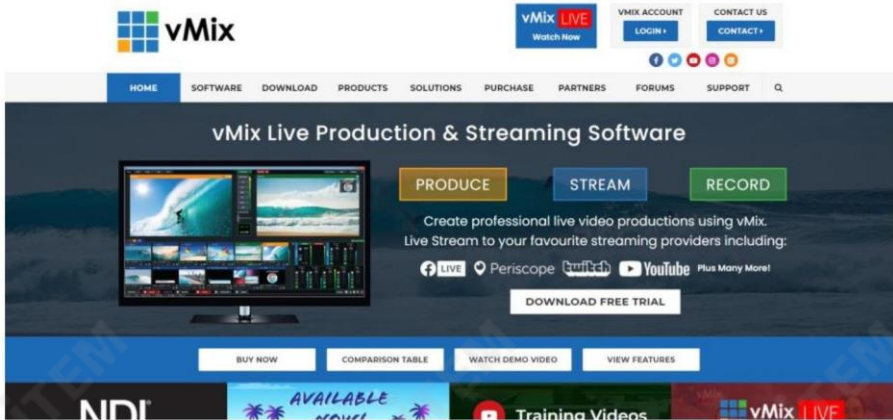 vMix
vMix LIVE
Watch Now
VMIX ACCOUNT
LOGIN
CONTACT US
CONTACT
HOME SOFTWARE DOWNLOAD PRODUCTS SOLUTIONS PURCHASE PARTNERS FORUMS SUPPORT
vMix Live Production & Streaming Software
PRODUCE STREAM RECORD
Create professional live video productions using vMix.
Live Stream to your favourite streaming providers including:
LIVE Periscope twitch YouTube Plus Many More!
DOWNLOAD FREE TRIAL
BUY NOW COMPARISON TABLE WATCH DEMO VIDEO VIEW FEATURES
NDI
AVAILABLE
NOW!
Training Videos
vMix LIVE